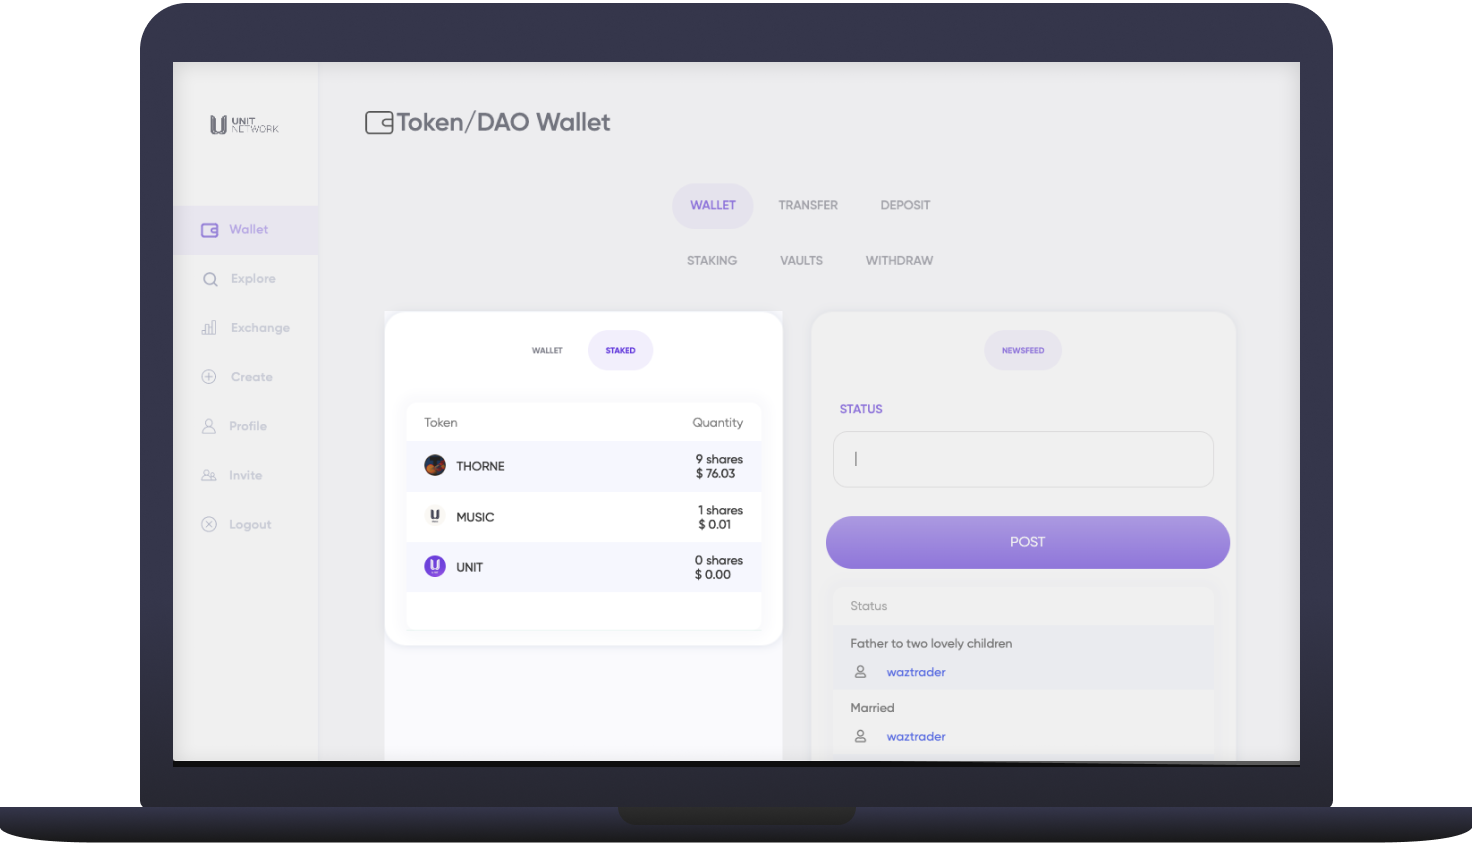 UNIT
NETWORK
Token/DAO Wallet
WALLET TRANSFER DEPOSIT
STAKING VAULTS WITHDRAW
Wallet
Explore
Exchange
Create
Profile
Invite
Logout
WALLET STAKED
Token Quantity
THORNE 9 shares
$ 76.03
MUSIC 1 shares
$ 0.01
UNIT 0 shares
$ 0.00
NEWSFEED
STATUS
POST
Status
Father to two lovely children
waztrader
Married
waztrader